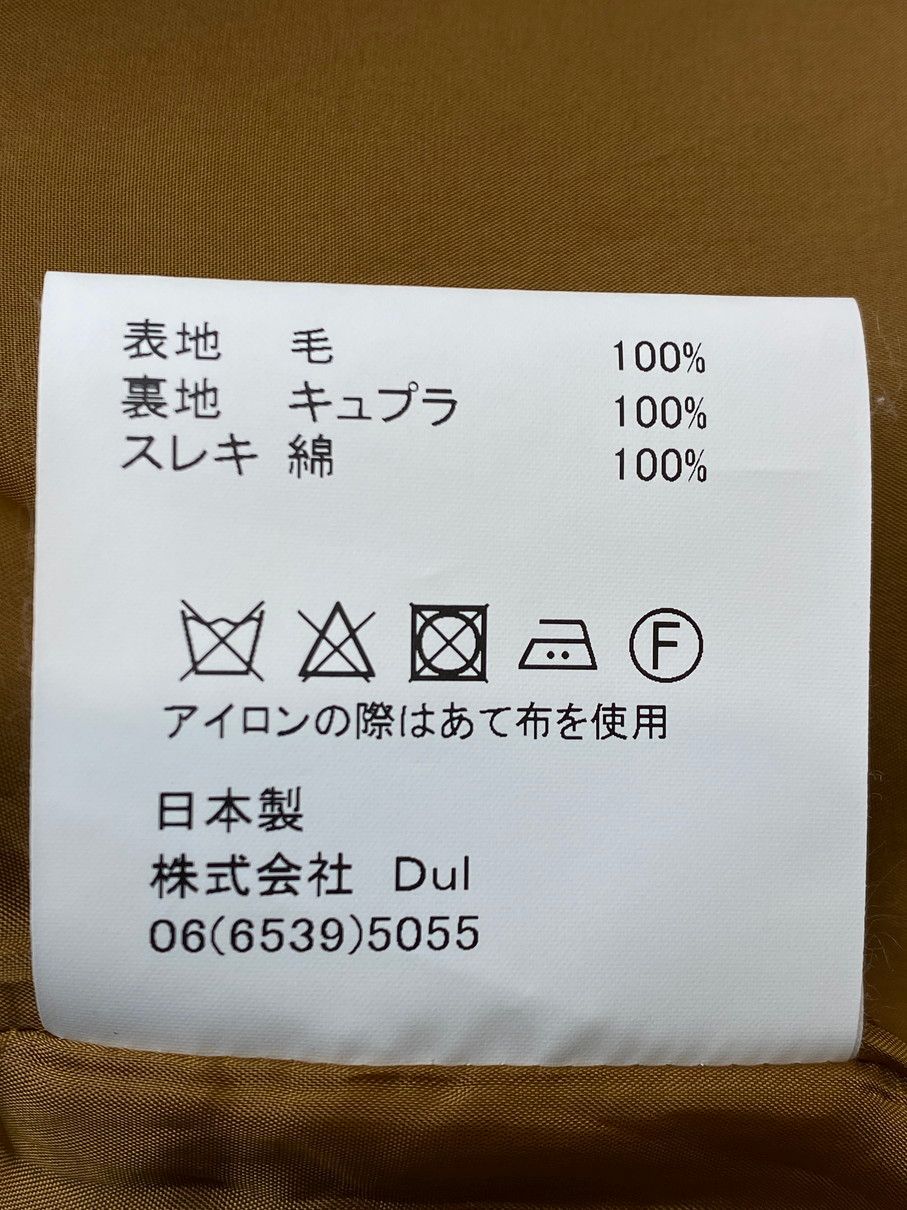 表地 毛 100%
裏地 キュプラ 100%
スレキ 綿 100%
F
アイロンの際はあて布を使用
日本製
株式会社 Dul
06(6539)5055